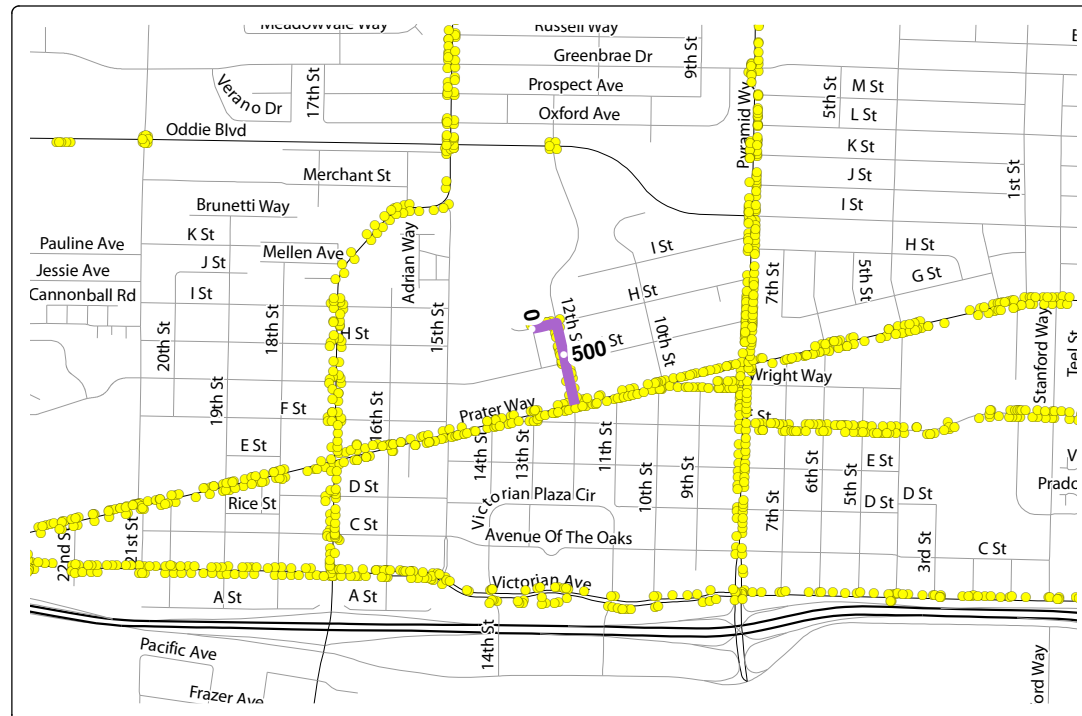 Meadowvale Way
Russell Way
Greenbrae Dr
9th St
17th St
Verano Dr
Prospect Ave
Oxford Ave
Pyramid Wy
5th St
M St
L St
K St
J St
I St
1st St
Oddie Blvd
Merchant St
Brunetti Way
Pauline Ave
K St
Mellen Ave
Adrian Way
I St
H St
Jessie Ave
J St
G St
Cannonball Rd
I St
H St
7th St
5th St
20th St
18th St
H St
15th St
0
12th S
500
St
10th St
Stanford Way
Teel St
Wright Way
19th St
F St
16th St
Prater Way
St
E St
14th St
13th St
11th St
10th St
9th St
6th St
5th St
E St
Rice St
D St
Victorian Plaza Cir
7th St
D St
D St
Prado
C St
Avenue Of The Oaks
3rd St
C St
22nd S
21st St
A St
A St
Victorian Ave
14th St
Pacific Ave
Frazer Ave
ord Way